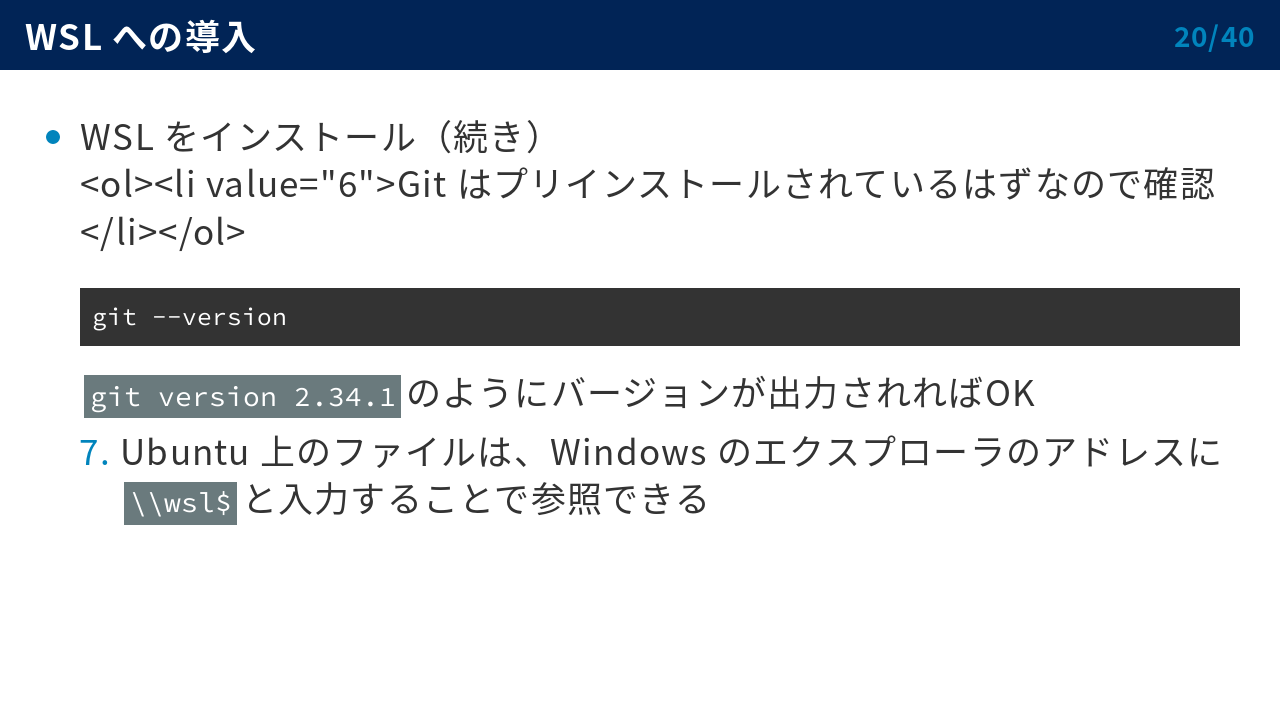 WSL への導入
20/40
WSL をインストール（続き）
<ol><li value="6">Git はプリインストールされているはずなので確認
</li></ol>
git --version
git version 2.34.1 のようにバージョンが出力されればOK
7. Ubuntu 上のファイルは、Windows のエクスプローラのアドレスに
\\wsl$ と入力することで参照できる